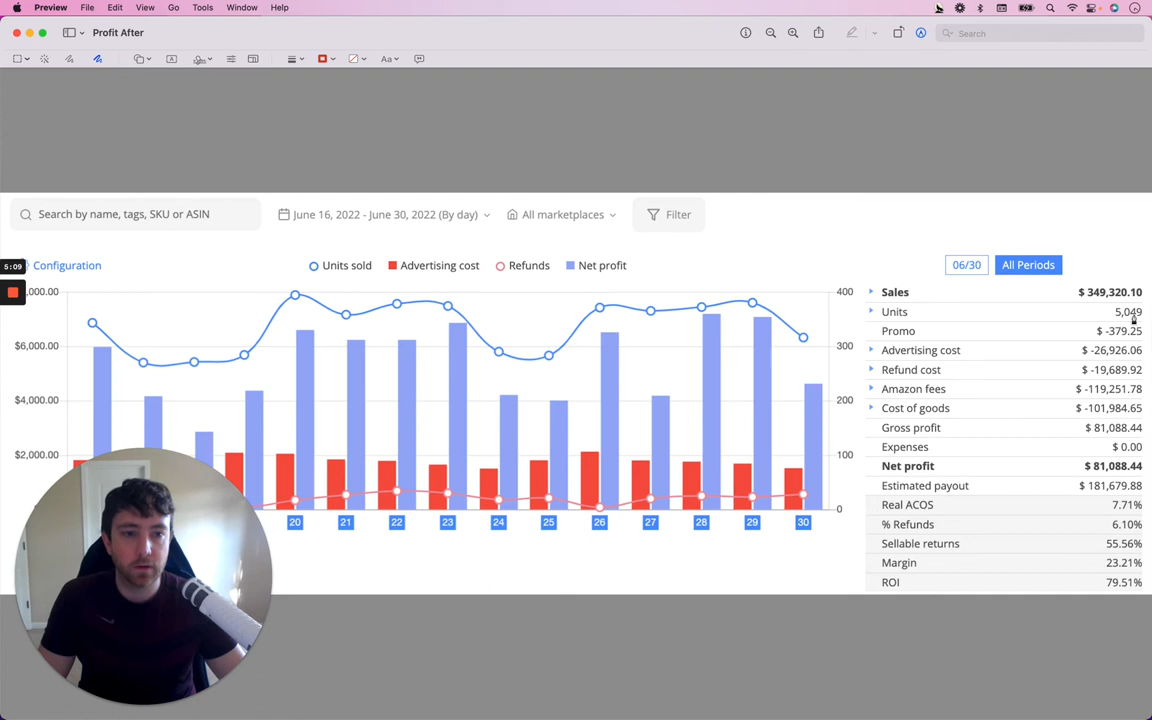 Preview File Edit View Go Tools Window Help
Profit After
Search
Aa
Search by name, tags, SKU or ASIN
June 16, 2022 - June 30, 2022 (By day)
All marketplaces
Filter
5:09
Configuration
Units sold Advertising cost Refunds Net profit
06/30 All Periods
,000.00 400
$6,000.00 300
$4,000.00 200
$2,000.00 100
0
20 21 22 23 24 25 26 27 28 29 30
Sales $ 349,320.10
Units 5,049
Promo $ -379.25
Advertising cost $ -26,926.06
Refund cost $ -19,689.92
Amazon fees $ -119,251.78
Cost of goods $ -101,984.65
Gross profit $ 81,088.44
Expenses $ 0.00
Net profit $ 81,088.44
Estimated payout $ 181,679.88
Real ACOS 7.71%
% Refunds 6.10%
Sellable returns 55.56%
Margin 23.21%
ROI 79.51%